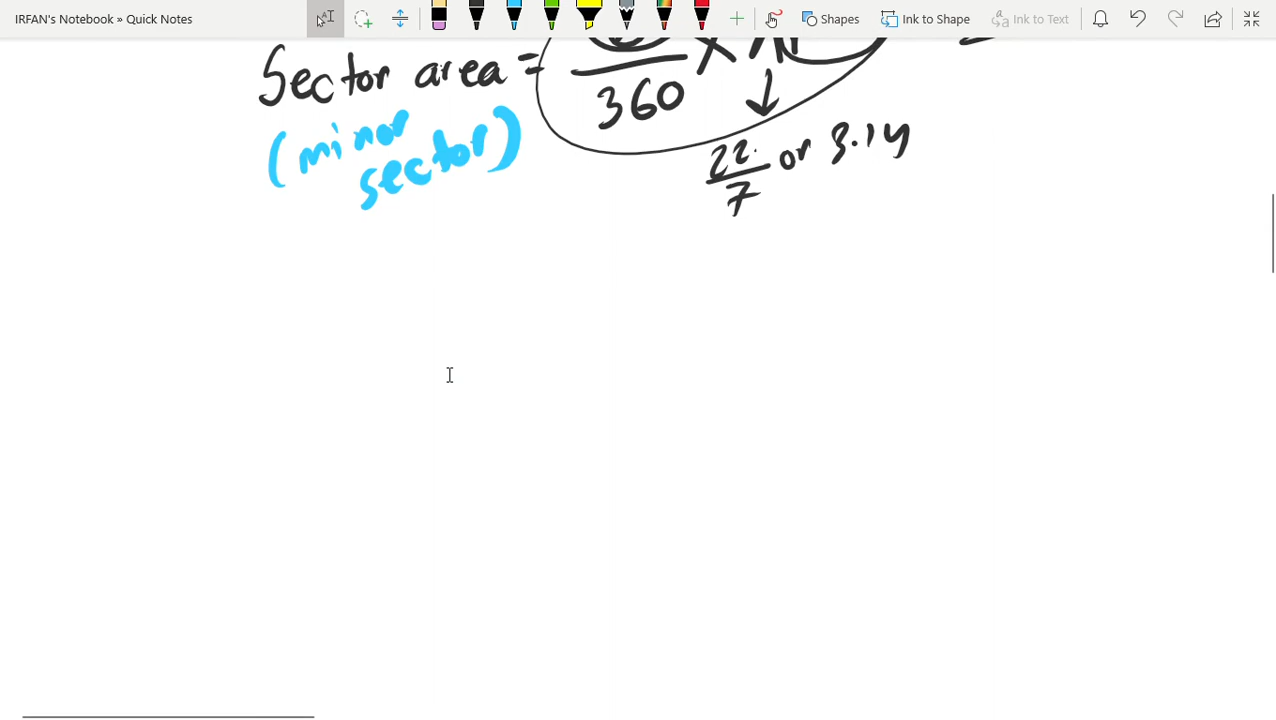 IRFAN's Notebook » Quick Notes
Shapes
Ink to Shape
Ink to Text
Sector area =
360 × π
(minor
sector)
22
7
or 3.14